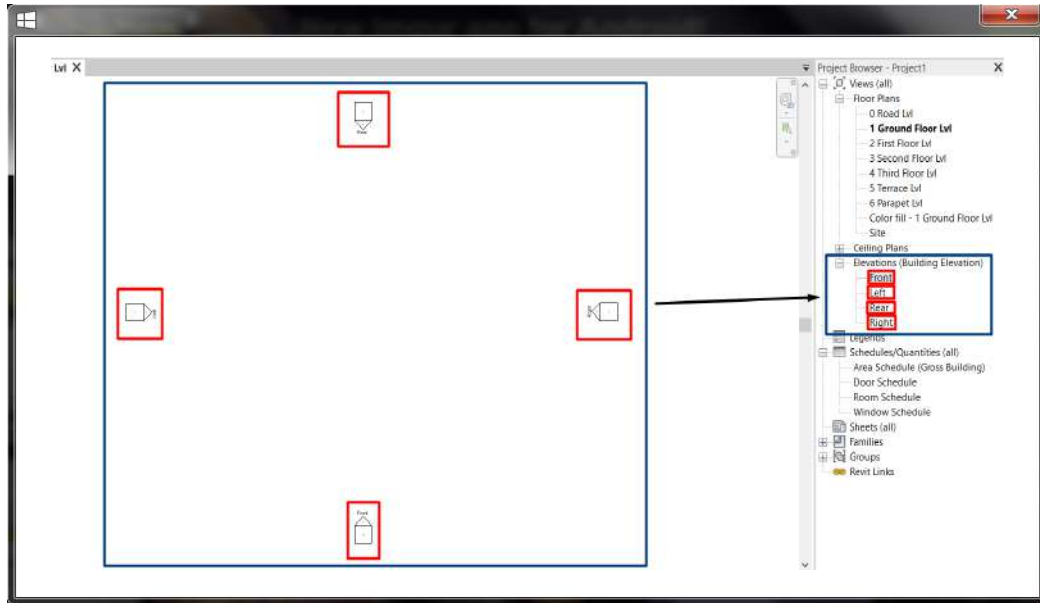 Lvl X
Project Browser - Project1 X
Views (all)
Floor Plans
0 Road Lvl
1 Ground Floor Lvl
2 First Floor Lvl
3 Second Floor Lvl
4 Third Floor Lvl
5 Terrace Lvl
6 Parapet Lvl
Color fill - 1 Ground Floor Lvl
Site
Ceiling Plans
Elevations (Building Elevation)
Front
Left
Rear
Right
Legends
Schedules/Quantities (all)
Area Schedule (Gross Building)
Door Schedule
Room Schedule
Window Schedule
Sheets (all)
Families
Groups
Revit Links
Rear
Front